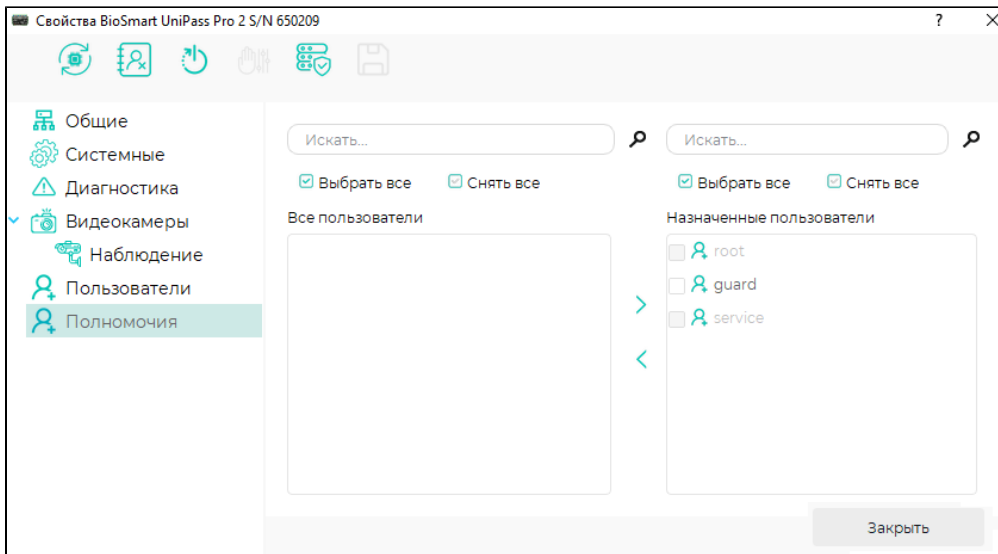 Свойства BioSmart UniPass Pro 2 S/N 650209
?
Общие
Системные
Диагностика
Видеокамеры
Наблюдение
Пользователи
Полномочия
Искать...
Выбрать все Снять все
Все пользователи
Искать...
Выбрать все Снять все
Назначенные пользователи
root
guard
service
Закрыть